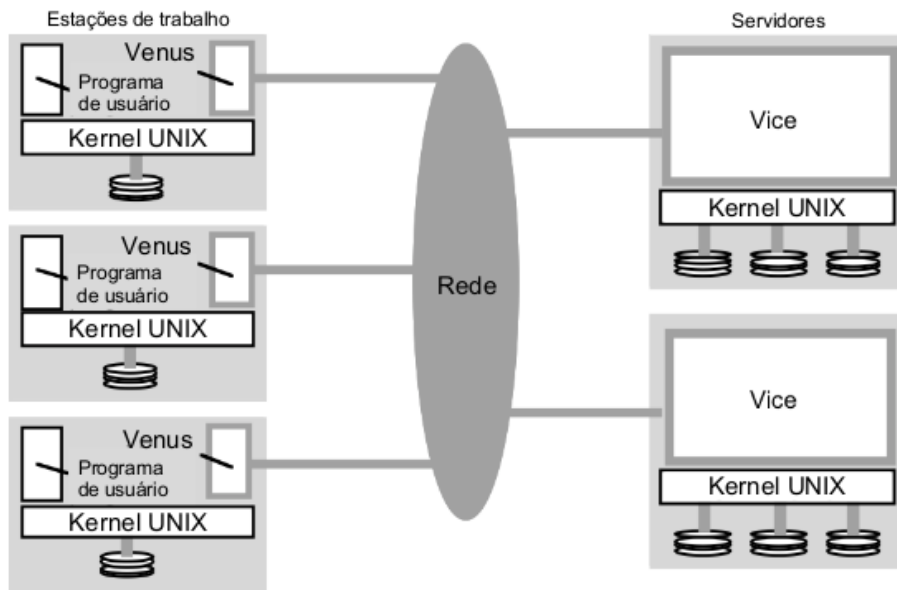 Estações de trabalho
Venus
Programa
de usuário
Kernel UNIX
Venus
Programa
de usuário
Kernel UNIX
Venus
Programa
de usuário
Kernel UNIX
Rede
Servidores
Vice
Kernel UNIX
Vice
Kernel UNIX